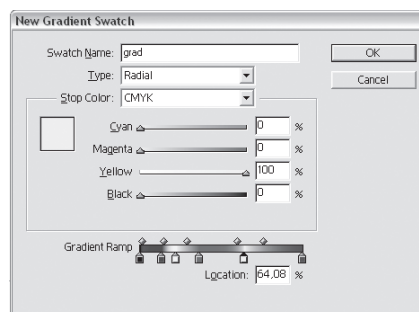 New Gradient Swatch
Swatch Name: grad OK
Type: Radial Cancel
Stop Color: CMYK
Cyan 0 %
Magenta 0 %
Yellow 100 %
Black 0 %
Gradient Ramp
Location: 64,08 %